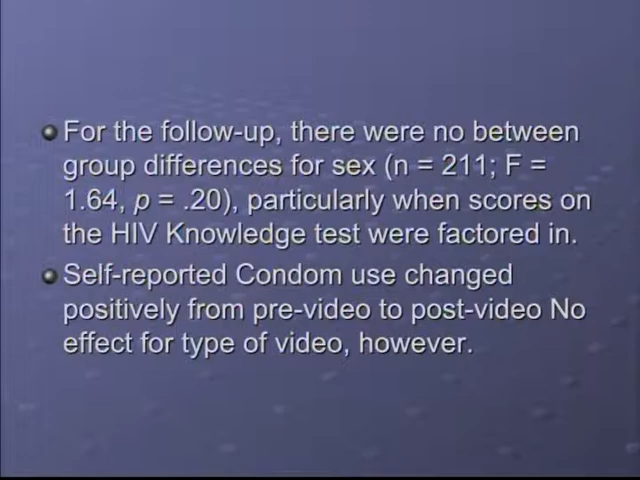 For the follow-up, there were no between
group differences for sex (n = 211; F =
1.64, p = .20), particularly when scores on
the HIV Knowledge test were factored in.
Self-reported Condom use changed
positively from pre-video to post-video No
effect for type of video, however.